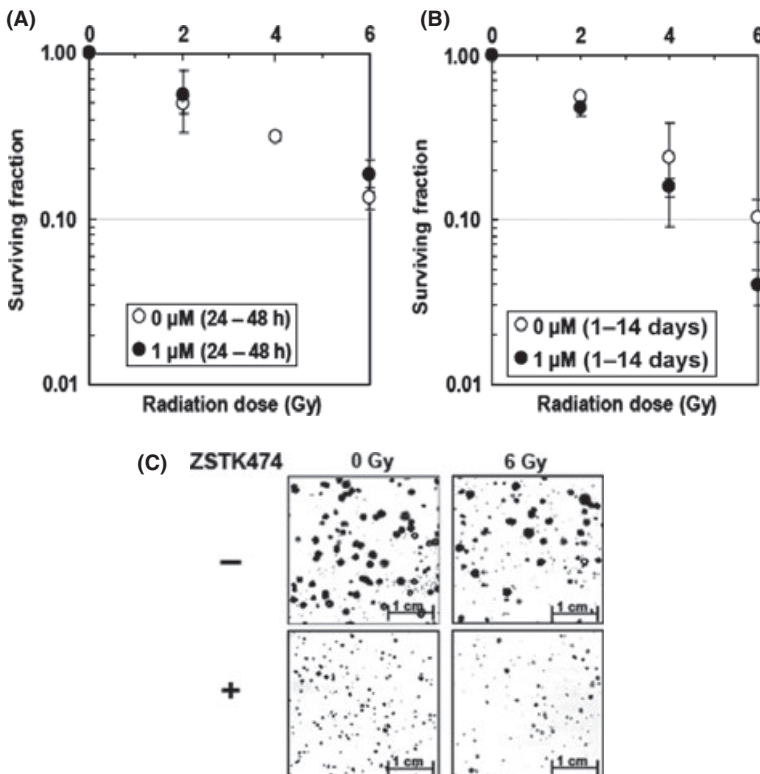 (A)
0 2 4 6
1.00
0.10
0.01
Surviving fraction
0 µM (24 – 48 h)
1 µM (24 – 48 h)
Radiation dose (Gy)
(B)
0 2 4 6
1.00
0.10
0.01
Surviving fraction
0 µM (1–14 days)
1 µM (1–14 days)
Radiation dose (Gy)
(C) ZSTK474 0 Gy 6 Gy
–
1 cm 1 cm
+
1 cm 1 cm